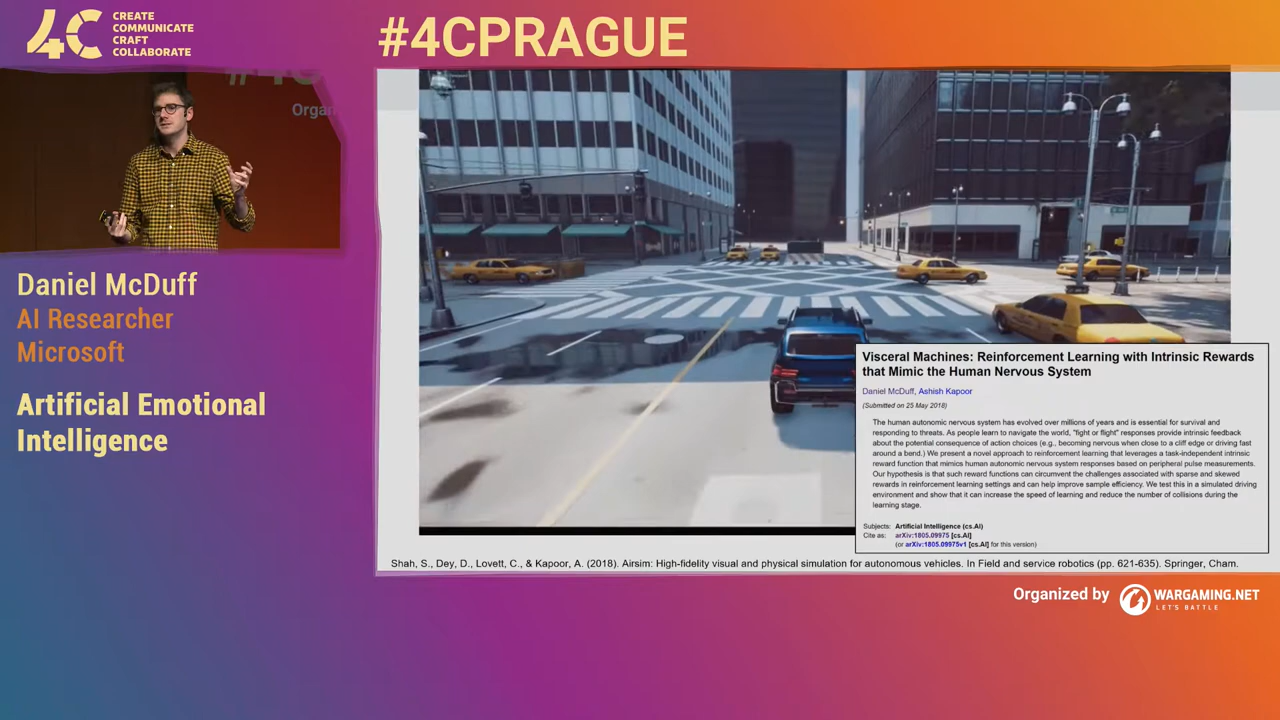 4C
CREATE
COMMUNICATE
CRAFT
COLLABORATE
#4CPRAGUE
Organ
Daniel McDuff
AI Researcher
Microsoft
Artificial Emotional
Intelligence
Visceral Machines: Reinforcement Learning with Intrinsic Rewards
that Mimic the Human Nervous System
Daniel McDuff, Ashish Kapoor
(Submitted on 25 May 2018)
The human autonomic nervous system has evolved over millions of years and is essential for survival and
responding to threats. As people learn to navigate the world, "fight or flight" responses provide intrinsic feedback
about the potential consequence of action choices (e.g., becoming nervous when close to a cliff edge or driving fast
around a bend.) We present a novel approach to reinforcement learning that leverages a task-independent intrinsic
reward function that mimics human autonomic nervous system responses based on peripheral pulse measurements.
Our hypothesis is that such reward functions can circumvent the challenges associated with sparse and skewed
rewards in reinforcement learning settings and can help improve sample efficiency. We test this in a simulated driving
environment and show that it can increase the speed of learning and reduce the number of collisions during the
learning stage.
Subjects: Artificial Intelligence (cs.AI)
Cite as: arXiv:1805.09975 [cs.AI]
(or arXiv:1805.09975v1 [cs.AI] for this version)
Shah, S., Dey, D., Lovett, C., & Kapoor, A. (2018). Airsim: High-fidelity visual and physical simulation for autonomous vehicles. In Field and service robotics (pp. 621-635). Springer, Cham.
Organized by
WARGAMING.NET
LET'S BATTLE